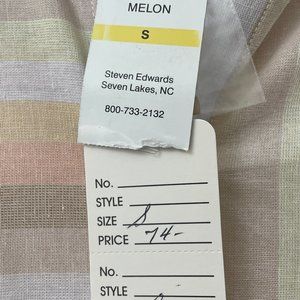 MELON
S
Steven Edwards
Seven Lakes, NC
800-733-2132
No.
STYLE
SIZE S
PRICE 74-
No.
STYLE